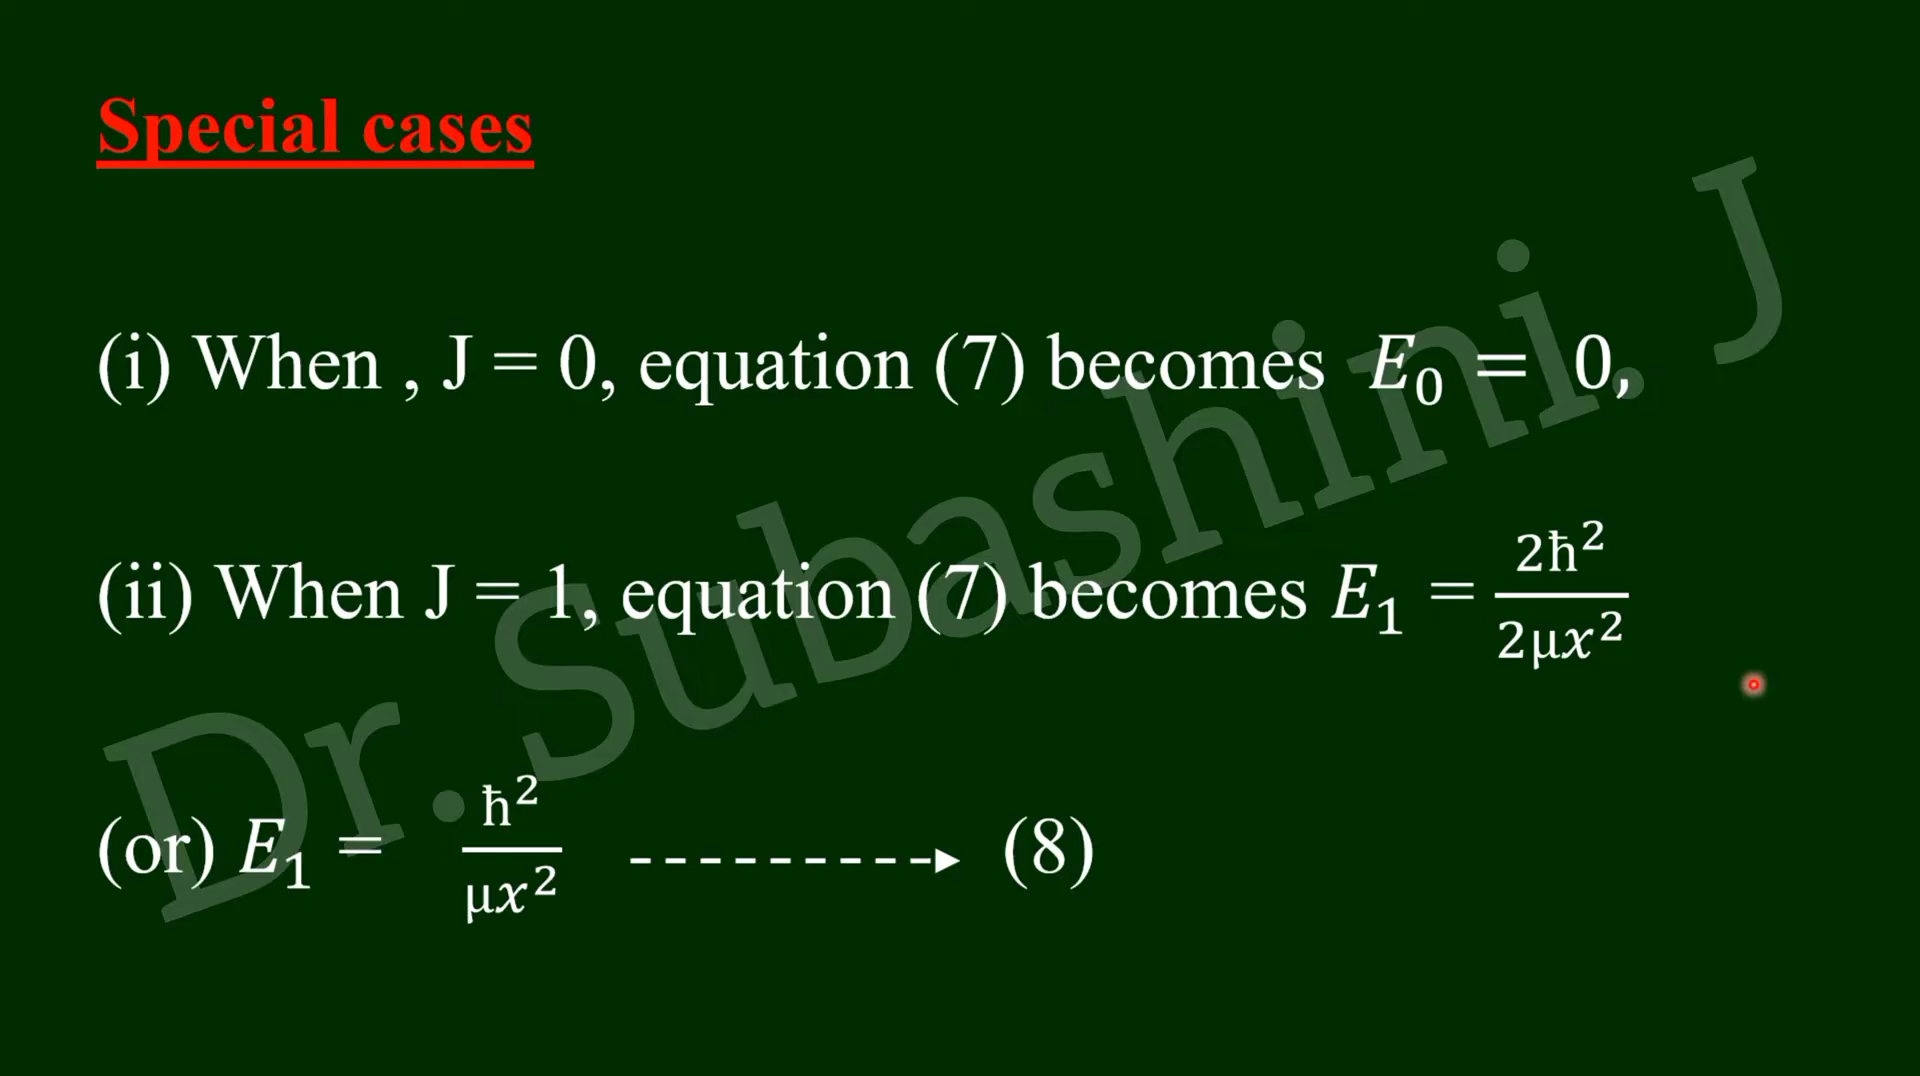 Special cases
(i) When , J = 0, equation (7) becomes E₀ = 0,
(ii) When J = 1, equation (7) becomes E₁ = 2ħ²/2μx²
(or) E₁ = ħ²/μx² ---------▸ (8)
Dr. Subashini. J